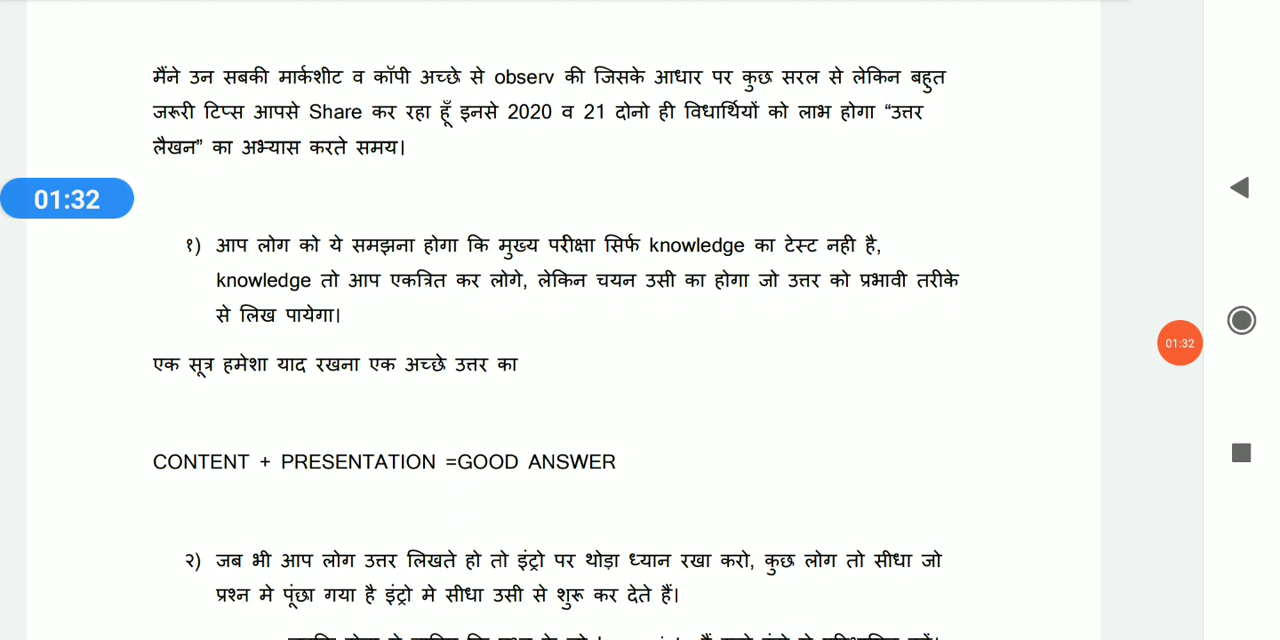 मैंने उन सबकी मार्कशीट व कॉपी अच्छे से observ की जिसके आधार पर कुछ सरल से लेकिन बहुत
जरूरी टिप्स आपसे Share कर रहा हूँ इनसे 2020 व 21 दोनो ही विधार्थियों को लाभ होगा “उत्तर
लैखन” का अभ्यास करते समय।
01:32
१) आप लोग को ये समझना होगा कि मुख्य परीक्षा सिर्फ knowledge का टेस्ट नही है,
knowledge तो आप एकत्रित कर लोगे, लेकिन चयन उसी का होगा जो उत्तर को प्रभावी तरीके
से लिख पायेगा।
01:32
एक सूत्र हमेशा याद रखना एक अच्छे उत्तर का
CONTENT + PRESENTATION =GOOD ANSWER
२) जब भी आप लोग उत्तर लिखते हो तो इंट्रो पर थोड़ा ध्यान रखा करो, कुछ लोग तो सीधा जो
प्रश्न मे पूंछा गया है इंट्रो मे सीधा उसी से शुरू कर देते हैं।